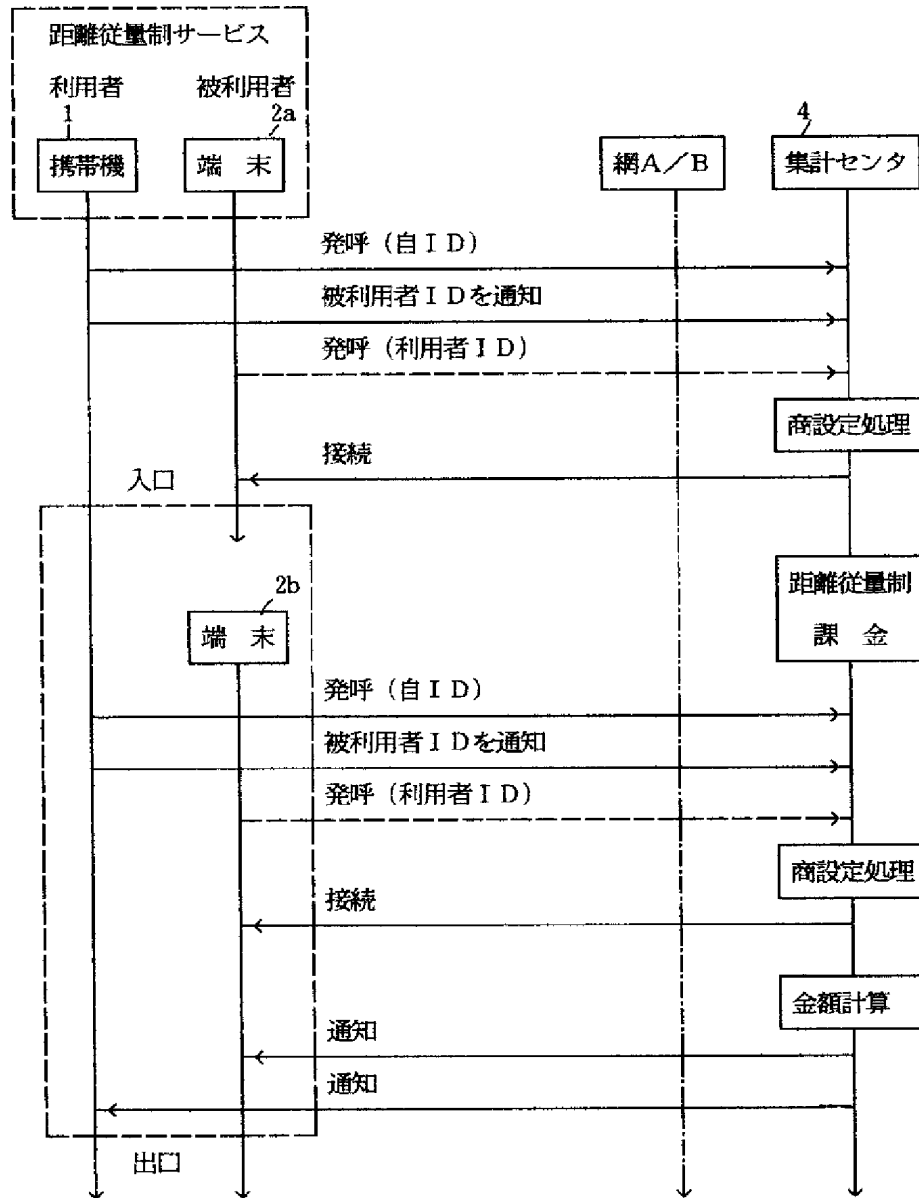 距離従量制サービス
利用者 被利用者
1 2a 4
携帯機 端 末 網A/B 集計センタ
発呼(自ID)
被利用者IDを通知
発呼(利用者ID)
商設定処理
接続
入口
距離従量制
課 金
2b
端 末
発呼(自ID)
被利用者IDを通知
発呼(利用者ID)
商設定処理
接続
金額計算
通知
通知
出口